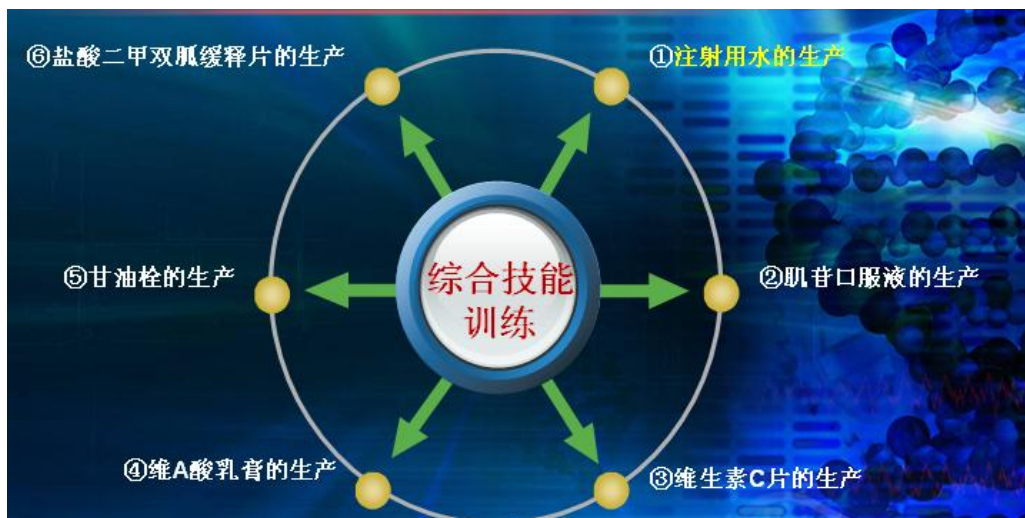 ⑥盐酸二甲双胍缓释片的生产
①注射用水的生产
⑤甘油栓的生产
综合技能
训练
②肌苷口服液的生产
④维A酸乳膏的生产
③维生素C片的生产